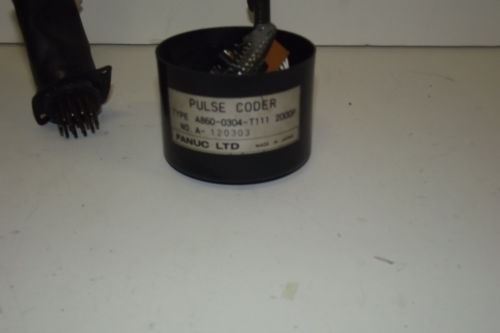 PULSE CODER
TYPE A860-0304-T111 2000P
NO. A- 120303
FANUC LTD MADE IN JAPAN